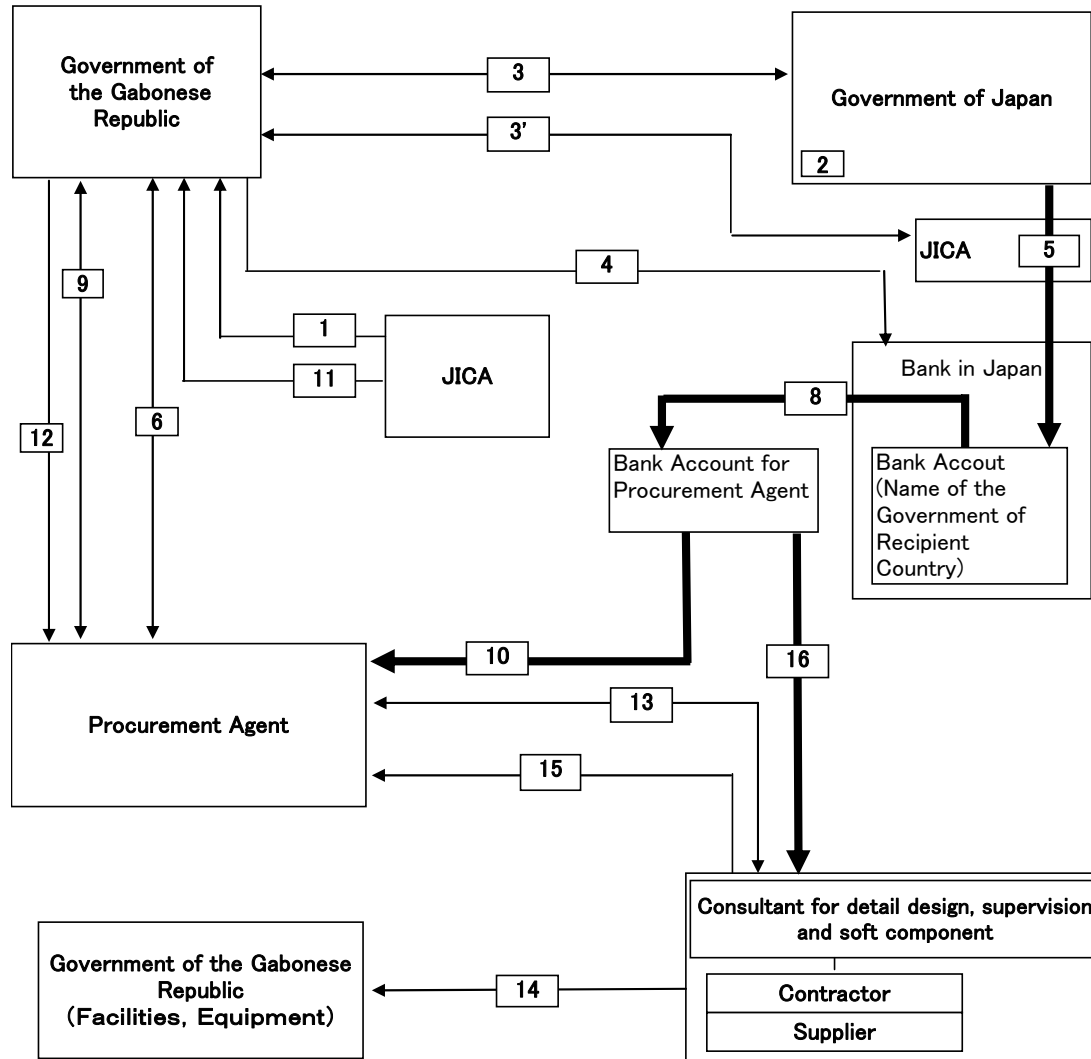 Government of
the Gabonese
Republic
3
Government of Japan
3'
2
JICA
5
4
9
1
JICA
11
Bank in Japan
8
12
6
Bank Account for
Procurement Agent
Bank Accout
(Name of the
Government of
Recipient
Country)
10
16
Procurement Agent
13
15
Consultant for detail design, supervision
and soft component
Government of the Gabonese
Republic
(Facilities, Equipment)
14
Contractor
Supplier